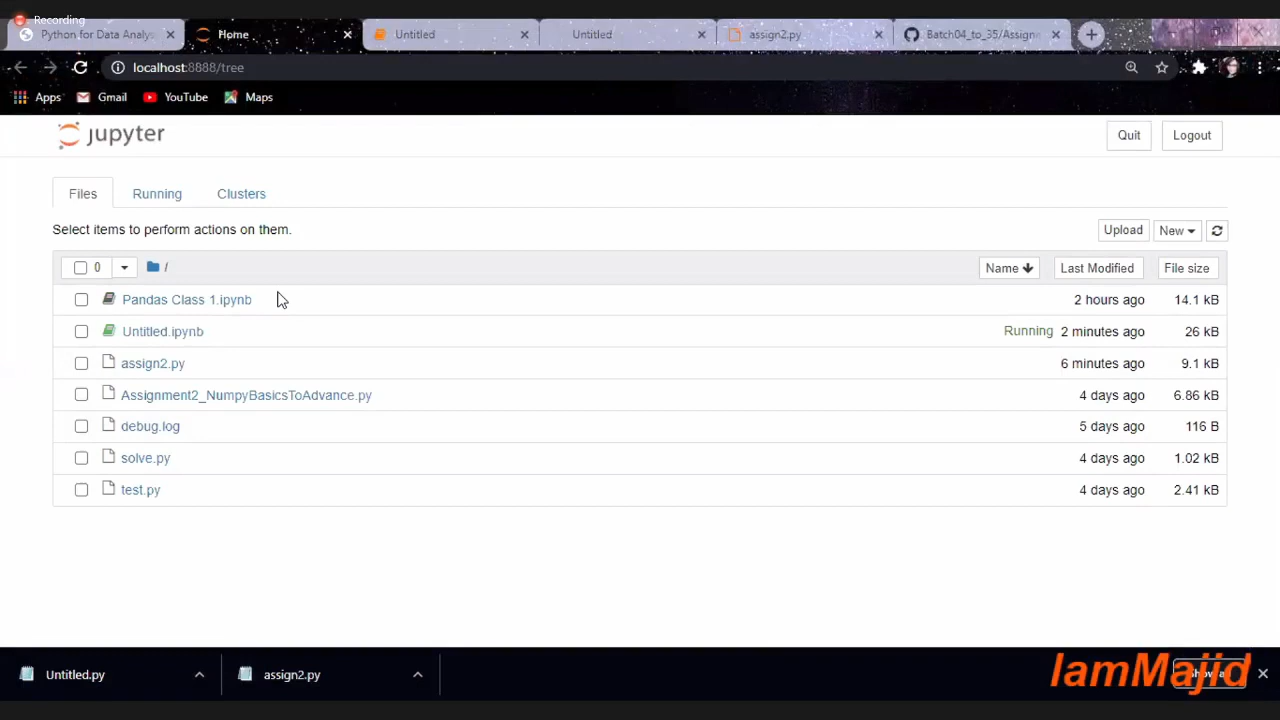 Recording
Python for Data Analys
Home
Untitled
Untitled
assign2.py
Batch04_to_35/Assigne
localhost:8888/tree
Apps
Gmail
YouTube
Maps
jupyter
Quit
Logout
Files
Running
Clusters
Select items to perform actions on them.
Upload
New
0
/
Name
Last Modified
File size
Pandas Class 1.ipynb
2 hours ago
14.1 kB
Untitled.ipynb
Running
2 minutes ago
26 kB
assign2.py
6 minutes ago
9.1 kB
Assignment2_NumpyBasicsToAdvance.py
4 days ago
6.86 kB
debug.log
5 days ago
116 B
solve.py
4 days ago
1.02 kB
test.py
4 days ago
2.41 kB
Untitled.py
assign2.py
IamMajid